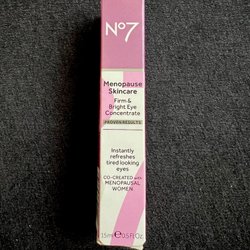 No7
Menopause
Skincare
Firm &
Bright Eye
Concentrate
PROVEN RESULTS
Instantly
refreshes
tired looking
eyes
CO-CREATED WITH
MENOPAUSAL
WOMEN
15ml ℮ 0.5 Fl.Oz.